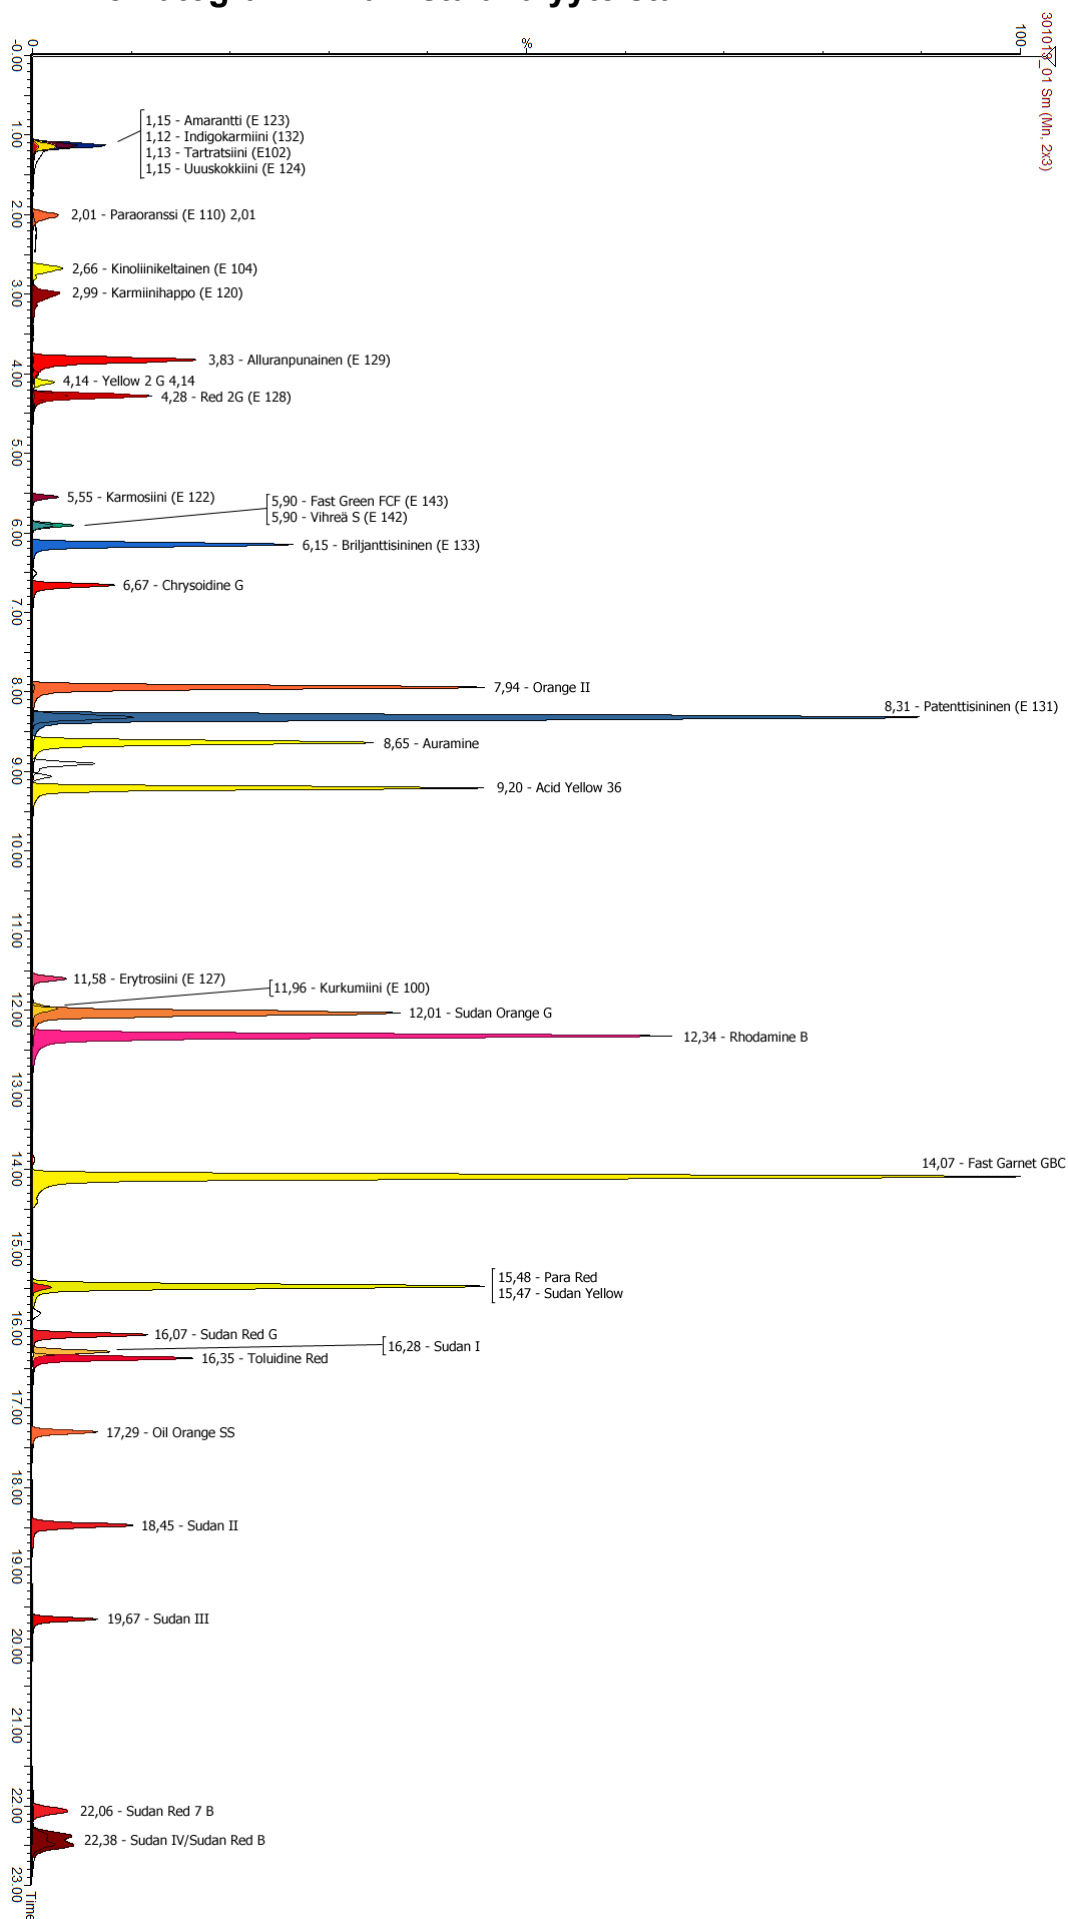 301019_01 Sm (Mn, 2x3)
0
%
100
-0.00
1,15 - Amarantti (E 123)
1,12 - Indigokarmiini (132)
1,13 - Tartratsiini (E102)
1,15 - Uuuskokkiini (E 124)
1.00
2,01 - Paraoranssi (E 110) 2,01
2.00
2,66 - Kinoliinikeltainen (E 104)
2,99 - Karmiinihappo (E 120)
3.00
3,83 - Alluranpunainen (E 129)
4.00
4,14 - Yellow 2 G 4,14
4,28 - Red 2G (E 128)
5.00
5,55 - Karmosiini (E 122)
5,90 - Fast Green FCF (E 143)
5,90 - Vihreä S (E 142)
6.00
6,15 - Briljanttisininen (E 133)
6,67 - Chrysoidine G
7.00
7,94 - Orange II
8.00
8,31 - Patenttisininen (E 131)
8,65 - Auramine
9.00
9,20 - Acid Yellow 36
10.00
11.00
11,58 - Erytrosiini (E 127)
11,96 - Kurkumiini (E 100)
12.00
12,01 - Sudan Orange G
12,34 - Rhodamine B
13.00
14,07 - Fast Garnet GBC
14.00
15.00
15,48 - Para Red
15,47 - Sudan Yellow
16.00
16,07 - Sudan Red G
16,28 - Sudan I
16,35 - Toluidine Red
17.00
17,29 - Oil Orange SS
18.00
18,45 - Sudan II
19.00
19,67 - Sudan III
20.00
21.00
22.00
22,06 - Sudan Red 7 B
22,38 - Sudan IV/Sudan Red B
23.00
Time